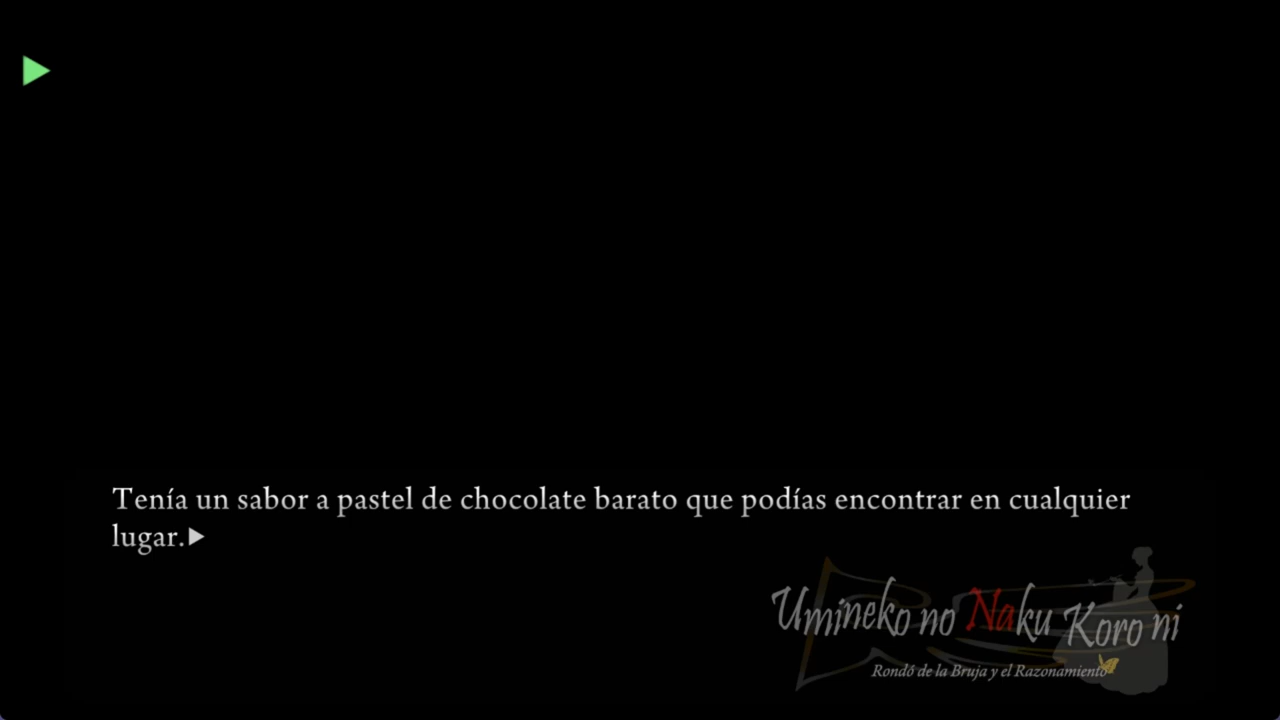 Tenía un sabor a pastel de chocolate barato que podías encontrar en cualquier
lugar.
Umineko no Naku Koro ni
Rondó de la Bruja y el Razonamiento